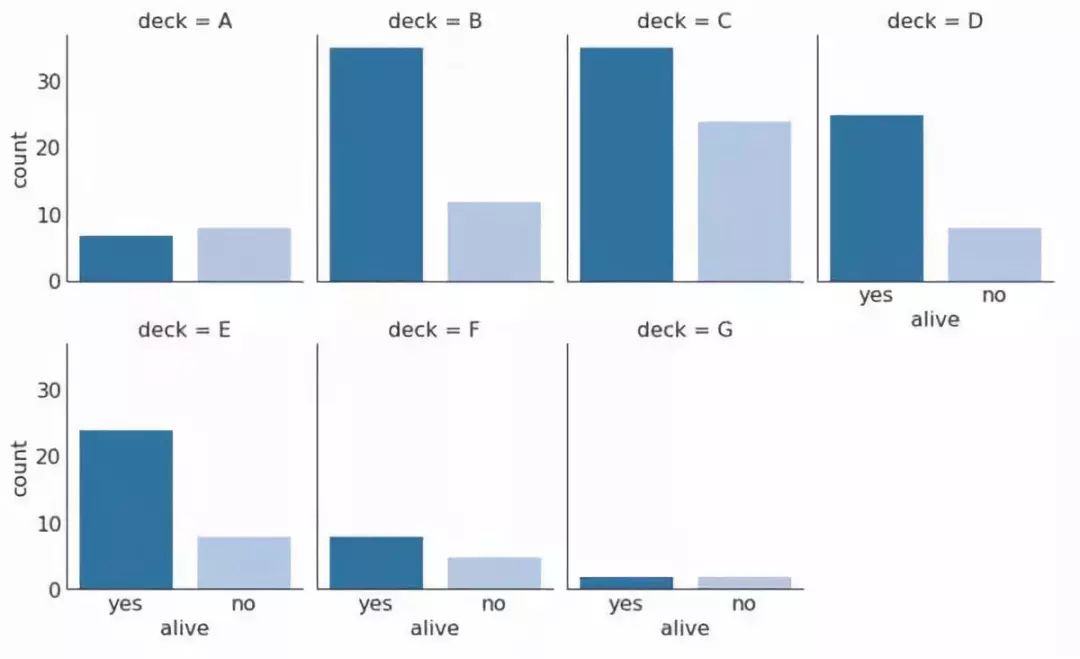 deck = A
deck = B
deck = C
deck = D
count
30
20
10
0
yes
no
alive
deck = E
deck = F
deck = G
count
30
20
10
0
yes
no
alive
yes
no
alive
yes
no
alive